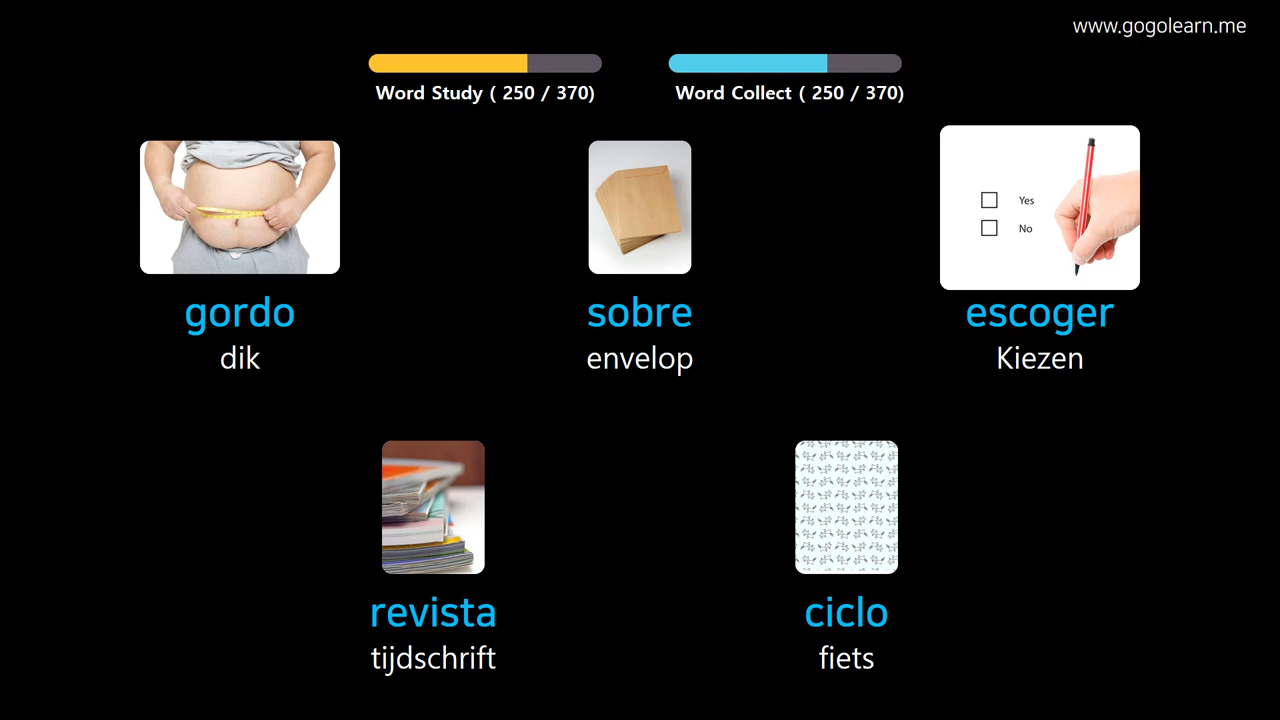 www.gogolearn.me
Word Study ( 250 / 370)
Word Collect ( 250 / 370)
Yes
No
gordo
dik
sobre
envelop
escoger
Kiezen
revista
tijdschrift
ciclo
fiets